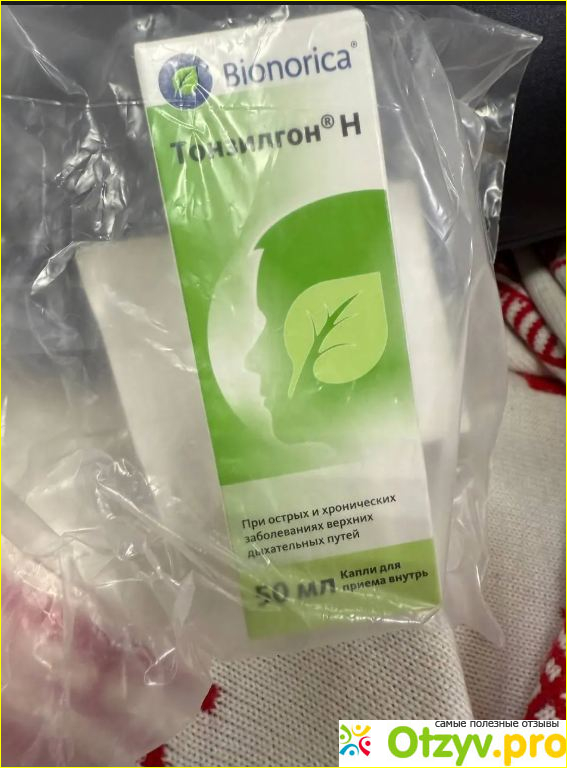 Bionorica®
Тонзилгон® Н
При острых и хронических
заболеваниях верхних
дыхательных путей
50 мл Капли для
приема внутрь
самые полезные отзывы
Otzyv.pro